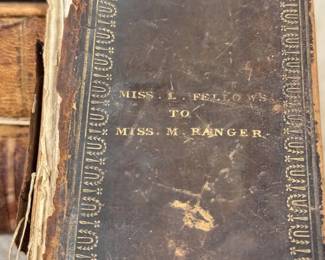 MISS. L. FELLOWS
TO
MISS. M. RANGER.